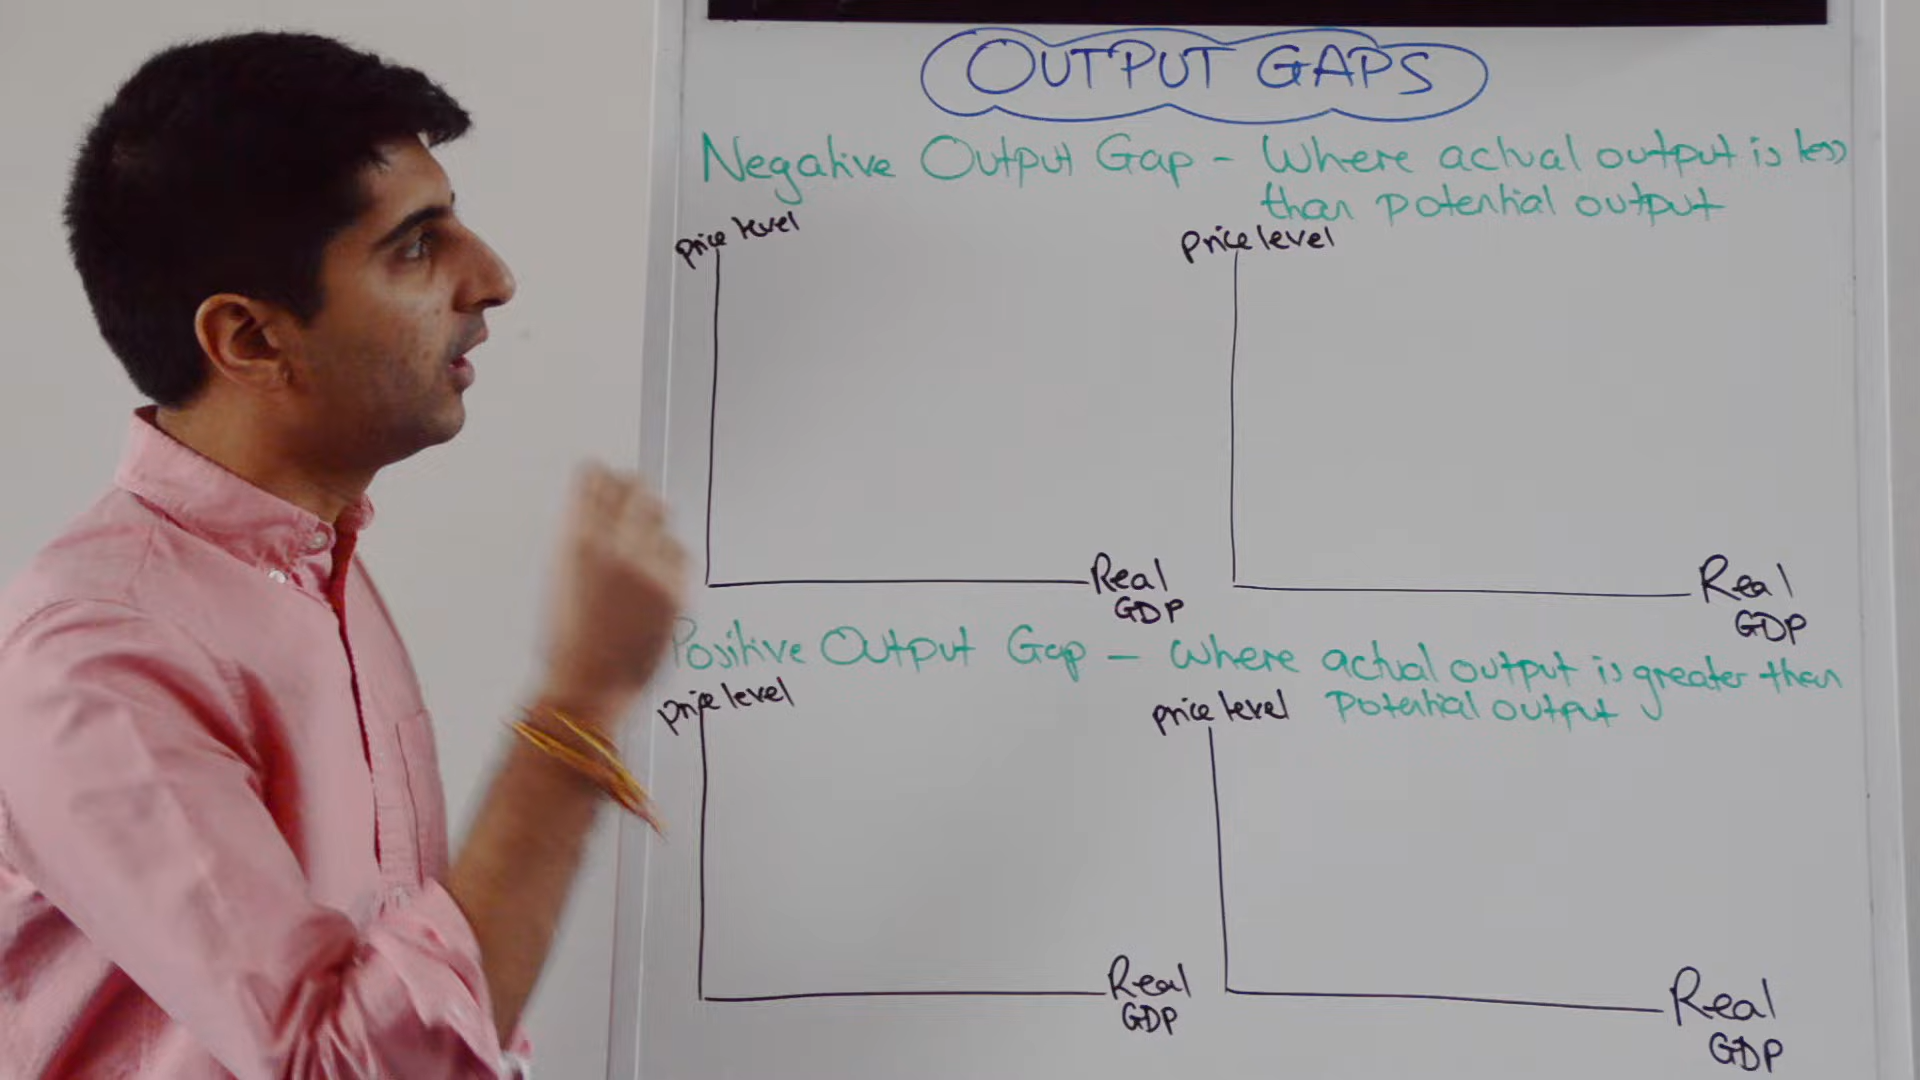 OUTPUT GAPS
Negative Output Gap - Where actual output is less
than potential output
price level
price level
Real
GDP
Real
GDP
Positive Output Gap - Where actual output is greater than
potential output
price level
price level
Real
GDP
Real
GDP